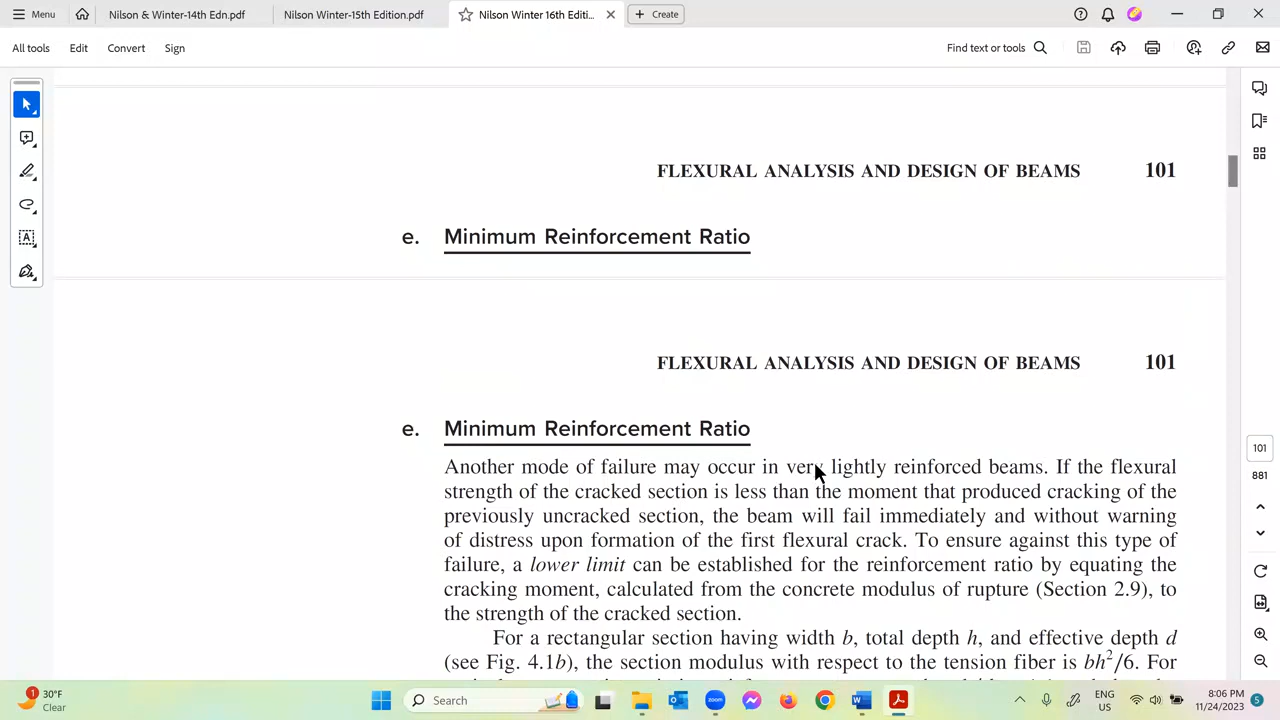 Menu
Nilson & Winter-14th Edn.pdf
Nilson Winter-15th Edition.pdf
Nilson Winter 16th Editi...
Create
All tools Edit Convert Sign
Find text or tools
FLEXURAL ANALYSIS AND DESIGN OF BEAMS 101
e. Minimum Reinforcement Ratio
FLEXURAL ANALYSIS AND DESIGN OF BEAMS 101
e. Minimum Reinforcement Ratio
Another mode of failure may occur in very lightly reinforced beams. If the flexural
strength of the cracked section is less than the moment that produced cracking of the
previously uncracked section, the beam will fail immediately and without warning
of distress upon formation of the first flexural crack. To ensure against this type of
failure, a lower limit can be established for the reinforcement ratio by equating the
cracking moment, calculated from the concrete modulus of rupture (Section 2.9), to
the strength of the cracked section.
For a rectangular section having width b, total depth h, and effective depth d
(see Fig. 4.1b), the section modulus with respect to the tension fiber is bh²/6. For
101
881
1
30°F
Clear
Search
ENG
US
8:06 PM
11/24/2023
5